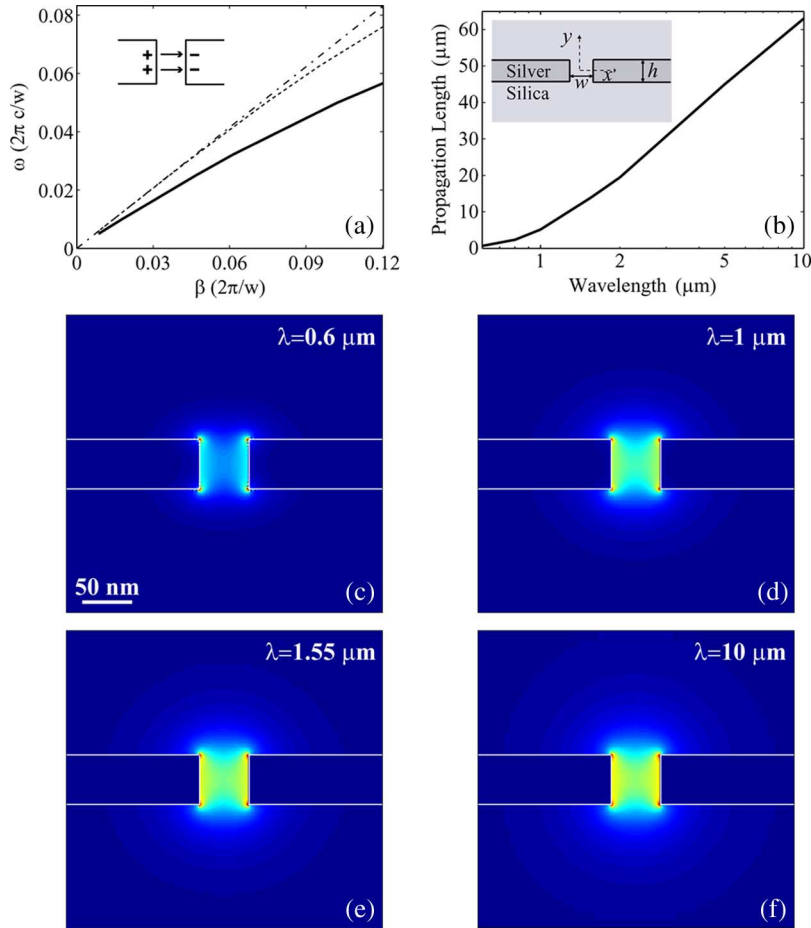 0.08
0.06
0.04
0.02
0
ω (2π c/w)
+ −
+ −
0 0.03 0.06 0.09 0.12
β (2π/w)
(a)
70
60
50
40
30
20
10
0
Propagation Length (μm)
y
Silver
w
x
h
Silica
1 2 5 10
Wavelength (μm)
(b)
λ=0.6 μm
50 nm
(c)
λ=1 μm
(d)
λ=1.55 μm
(e)
λ=10 μm
(f)